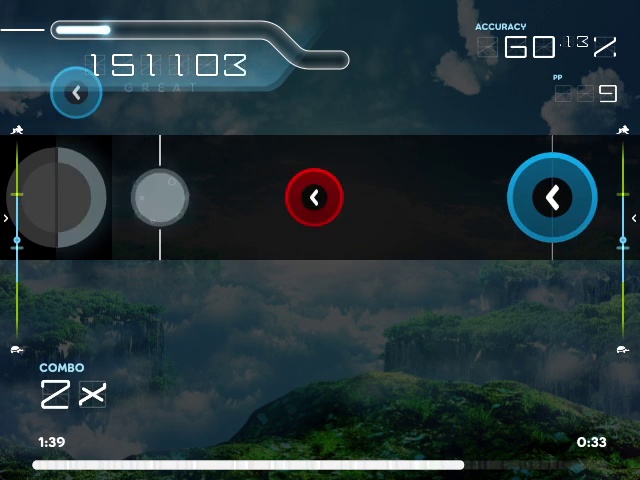 ACCURACY
60.13%
151103
GREAT
PP
9
COMBO
2x
1:39
0:33